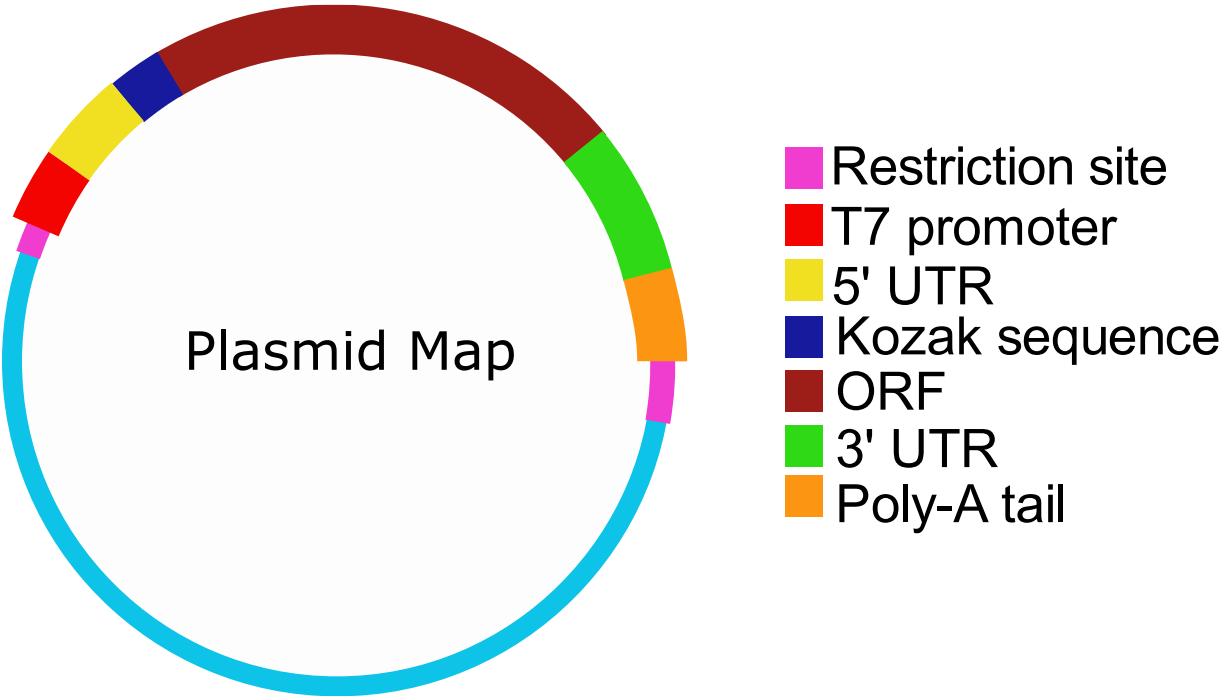 Plasmid Map
Restriction site
T7 promoter
5' UTR
Kozak sequence
ORF
3' UTR
Poly-A tail